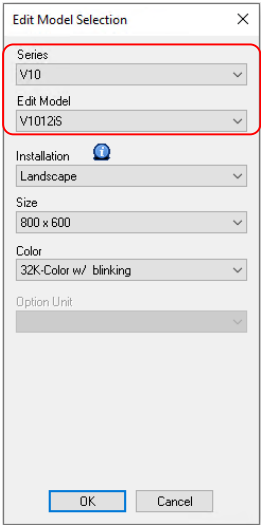 Edit Model Selection
Series
V10
Edit Model
V1012iS
Installation
Landscape
Size
800 x 600
Color
32K-Color w/ blinking
Option Unit
OK
Cancel